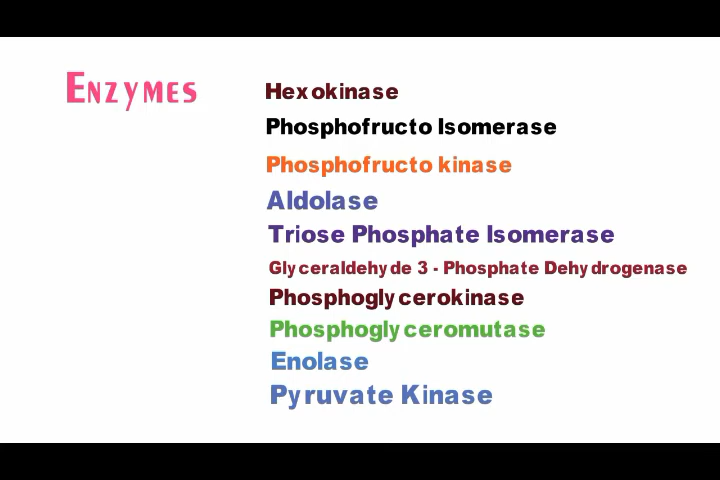 Enzymes
Hexokinase
Phosphofructo Isomerase
Phosphofructo kinase
Aldolase
Triose Phosphate Isomerase
Glyceraldehyde 3 - Phosphate Dehydrogenase
Phosphoglycerokinase
Phosphoglyceromutase
Enolase
Pyruvate Kinase